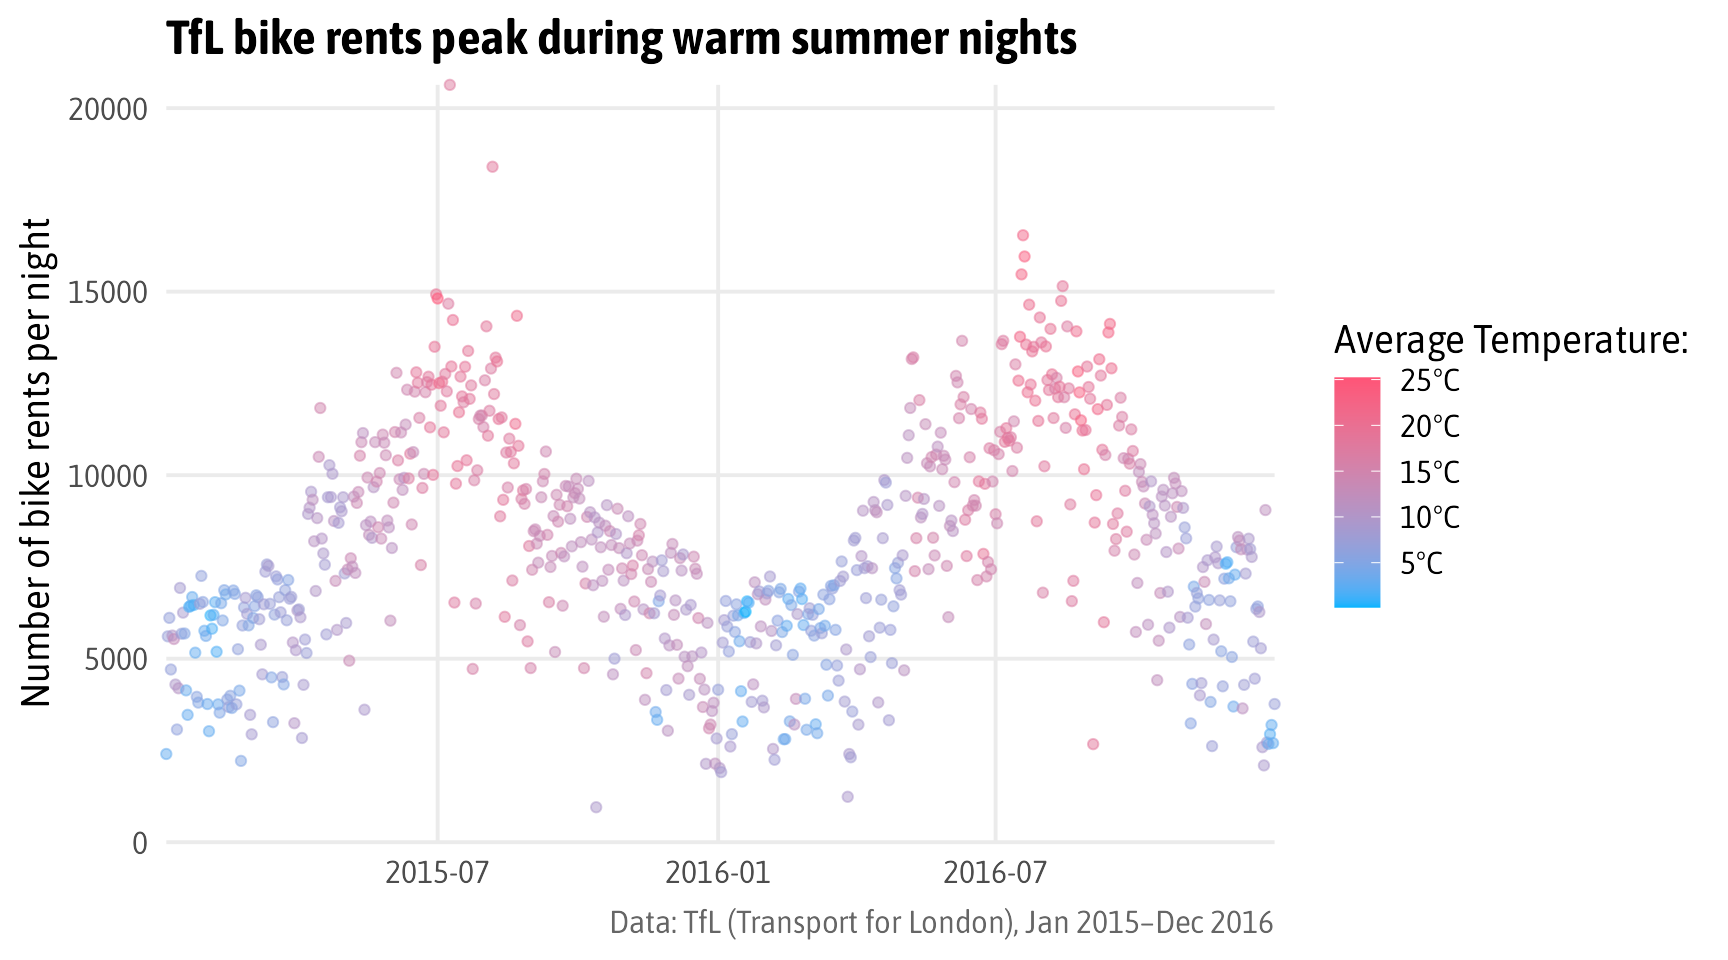 TfL bike rents peak during warm summer nights
Number of bike rents per night
20000
15000
10000
5000
0
2015-07
2016-01
2016-07
Average Temperature:
25°C
20°C
15°C
10°C
5°C
Data: TfL (Transport for London), Jan 2015–Dec 2016